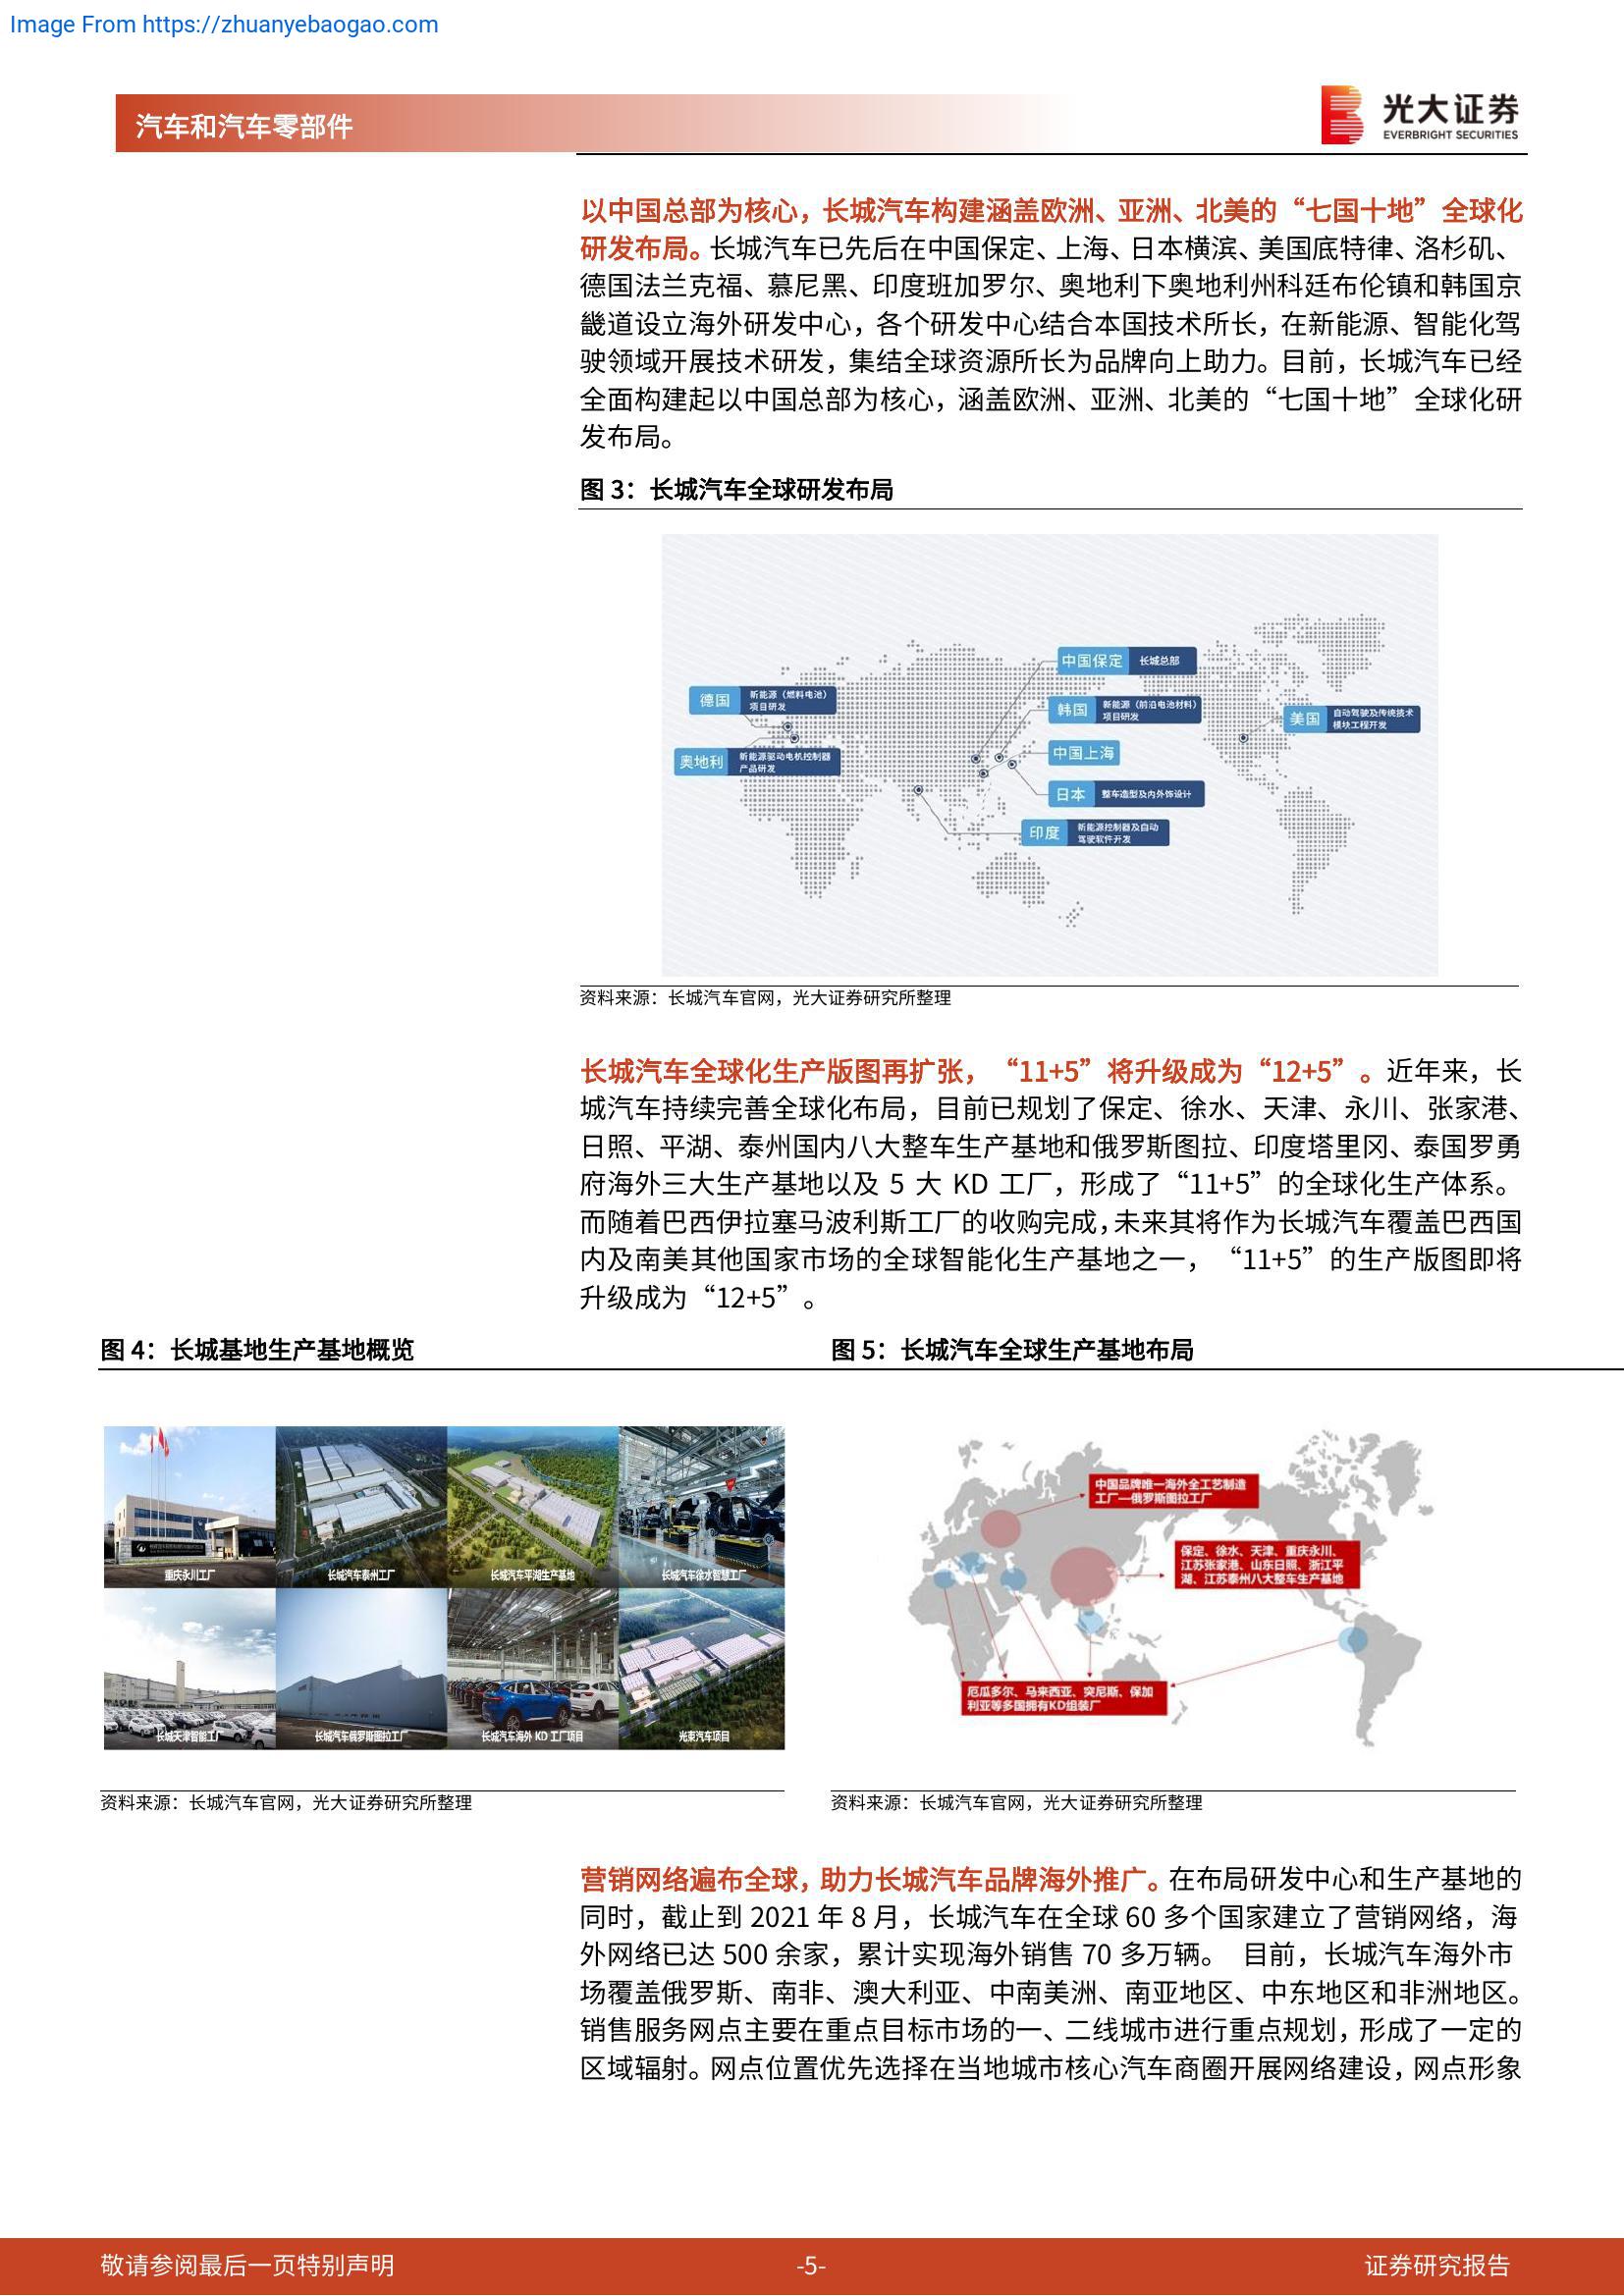 Image From https://zhuanyebaogao.com
汽车和汽车零部件
光大证券
EVERBRIGHT SECURITIES
以中国总部为核心，长城汽车构建涵盖欧洲、亚洲、北美的“七国十地”全球化
研发布局。长城汽车已先后在中国保定、上海、日本横滨、美国底特律、洛杉矶、
德国法兰克福、慕尼黑、印度班加罗尔、奥地利下奥地利州科廷布伦镇和韩国京
畿道设立海外研发中心，各个研发中心结合本国技术所长，在新能源、智能化驾
驶领域开展技术研发，集结全球资源所长为品牌向上助力。目前，长城汽车已经
全面构建起以中国总部为核心，涵盖欧洲、亚洲、北美的“七国十地”全球化研
发布局。
图 3：长城汽车全球研发布局
中国保定 长城总部
德国 新能源（燃料电池）
项目研发
韩国 新能源（前沿电池材料）
项目研发
美国 自动驾驶及传统技术
模块工程开发
奥地利 新能源驱动电机控制器
产品研发
中国上海
日本 整车造型及内外饰设计
印度 新能源控制器及自动
驾驶软件开发
资料来源：长城汽车官网，光大证券研究所整理
长城汽车全球化生产版图再扩张，“11+5”将升级成为“12+5”。近年来，长
城汽车持续完善全球化布局，目前已规划了保定、徐水、天津、永川、张家港、
日照、平湖、泰州国内八大整车生产基地和俄罗斯图拉、印度塔里冈、泰国罗勇
府海外三大生产基地以及 5 大 KD 工厂，形成了“11+5”的全球化生产体系。
而随着巴西伊拉塞马波利斯工厂的收购完成，未来其将作为长城汽车覆盖巴西国
内及南美其他国家市场的全球智能化生产基地之一，“11+5”的生产版图即将
升级成为“12+5”。
图 4：长城基地生产基地概览
重庆永川工厂
长城汽车泰州工厂
长城汽车平湖生产基地
长城汽车徐水智慧工厂
长城天津智能工厂
长城汽车俄罗斯图拉工厂
长城汽车海外 KD 工厂项目
光束汽车项目
资料来源：长城汽车官网，光大证券研究所整理
图 5：长城汽车全球生产基地布局
中国品牌唯一海外全工艺制造
工厂—俄罗斯图拉工厂
保定、徐水、天津、重庆永川、
江苏张家港、山东日照、浙江平
湖、江苏泰州八大整车生产基地
厄瓜多尔、马来西亚、突尼斯、保加
利亚等多国拥有KD组装厂
资料来源：长城汽车官网，光大证券研究所整理
营销网络遍布全球，助力长城汽车品牌海外推广。在布局研发中心和生产基地的
同时，截止到 2021 年 8 月，长城汽车在全球 60 多个国家建立了营销网络，海
外网络已达 500 余家，累计实现海外销售 70 多万辆。 目前，长城汽车海外市
场覆盖俄罗斯、南非、澳大利亚、中南美洲、南亚地区、中东地区和非洲地区。
销售服务网点主要在重点目标市场的一、二线城市进行重点规划，形成了一定的
区域辐射。网点位置优先选择在当地城市核心汽车商圈开展网络建设，网点形象
敬请参阅最后一页特别声明
-5-
证券研究报告